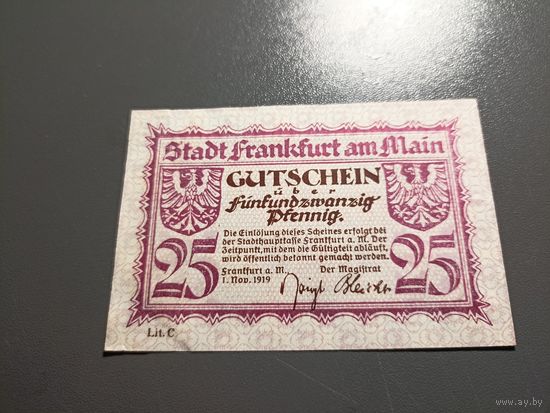 Stadt Frankfurt am Main
GUTSCHEIN
über
Fünfundzwanzig
Pfennig.
Die Einlösung dieses Scheines erfolgt bei
der Stadthauptkasse Frankfurt a. M. Der
Zeitpunkt, mit dem die Gültigkeit abläuft,
wird öffentlich bekannt gemacht werden.
Frankfurt a. M. Der Magistrat
1. Nov. 1919 Voigt
25 25
Lit. C
www.ay.by